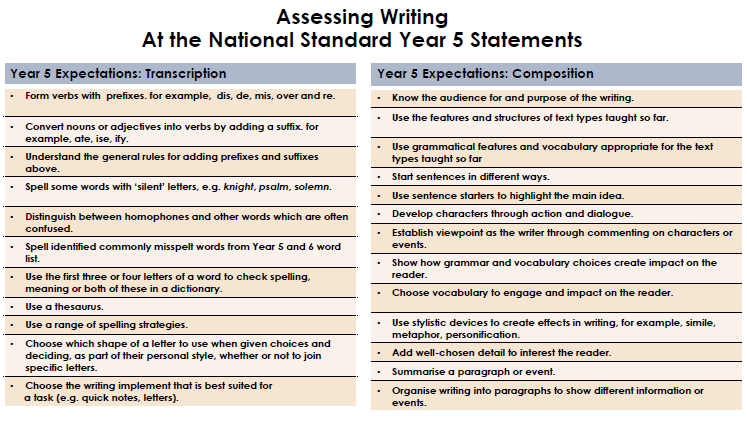 Assessing Writing
At the National Standard Year 5 Statements
Year 5 Expectations: Transcription
• Form verbs with prefixes. for example, dis, de, mis, over and re.
• Convert nouns or adjectives into verbs by adding a suffix. for
example, ate, ise, ify.
• Understand the general rules for adding prefixes and suffixes
above.
• Spell some words with ‘silent’ letters, e.g. knight, psalm, solemn.
• Distinguish between homophones and other words which are often
confused.
• Spell identified commonly misspelt words from Year 5 and 6 word
list.
• Use the first three or four letters of a word to check spelling,
meaning or both of these in a dictionary.
• Use a thesaurus.
• Use a range of spelling strategies.
• Choose which shape of a letter to use when given choices and
deciding, as part of their personal style, whether or not to join
specific letters.
• Choose the writing implement that is best suited for
a task (e.g. quick notes, letters).
Year 5 Expectations: Composition
• Know the audience for and purpose of the writing.
• Use the features and structures of text types taught so far.
• Use grammatical features and vocabulary appropriate for the text
types taught so far
• Start sentences in different ways.
• Use sentence starters to highlight the main idea.
• Develop characters through action and dialogue.
• Establish viewpoint as the writer through commenting on characters or
events.
• Show how grammar and vocabulary choices create impact on the
reader.
• Choose vocabulary to engage and impact on the reader.
• Use stylistic devices to create effects in writing, for example, simile,
metaphor, personification.
• Add well-chosen detail to interest the reader.
• Summarise a paragraph or event.
• Organise writing into paragraphs to show different information or
events.